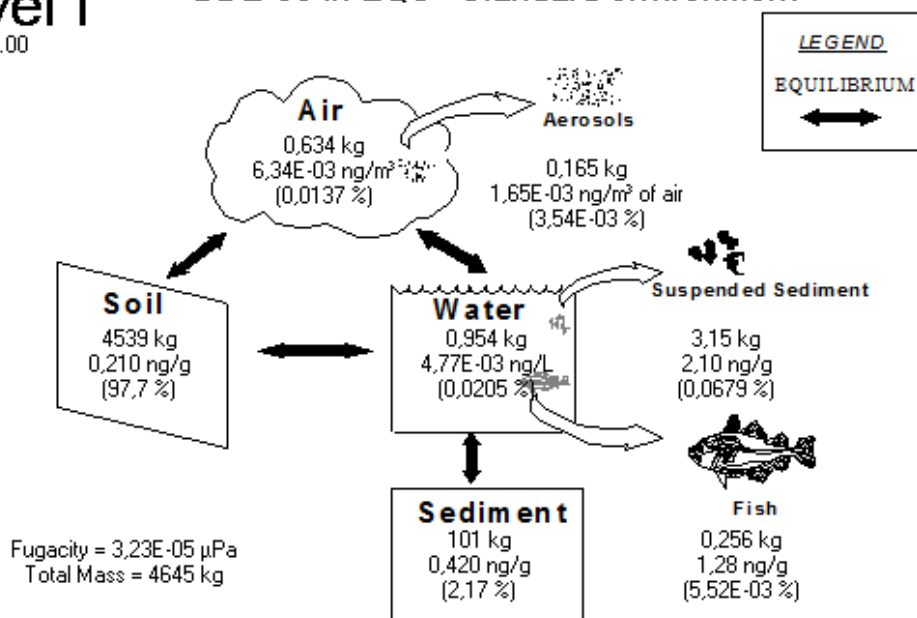 .00
LEGEND
EQUILIBRIUM
Air
0,634 kg
6,34E-03 ng/m³
(0,0137 %)
Aerosols
0,165 kg
1,65E-03 ng/m³ of air
(3,54E-03 %)
Soil
4539 kg
0,210 ng/g
(97,7 %)
Water
0,954 kg
4,77E-03 ng/L
(0,0205 %)
Suspended Sediment
3,15 kg
2,10 ng/g
(0,0679 %)
Sediment
101 kg
0,420 ng/g
(2,17 %)
Fish
0,256 kg
1,28 ng/g
(5,52E-03 %)
Fugacity = 3,23E-05 µPa
Total Mass = 4645 kg